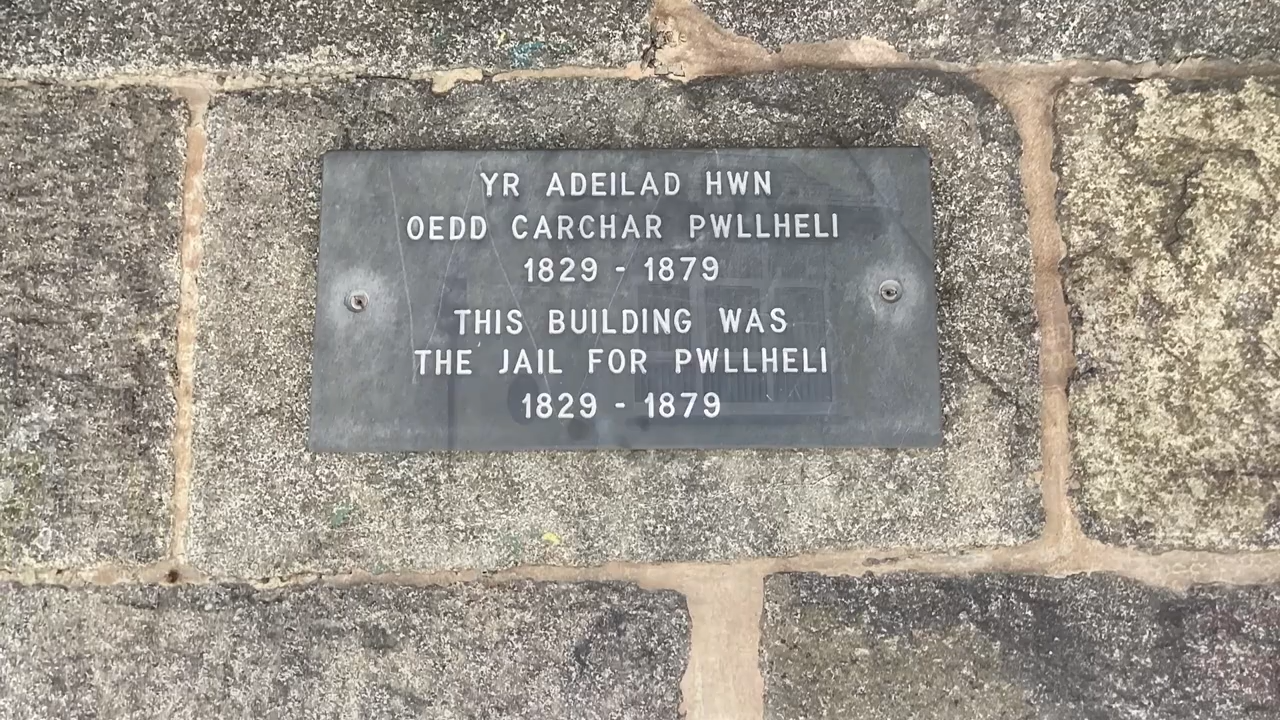 YR ADEILAD HWN
OEDD CARCHAR PWLLHELI
1829 - 1879
THIS BUILDING WAS
THE JAIL FOR PWLLHELI
1829 - 1879